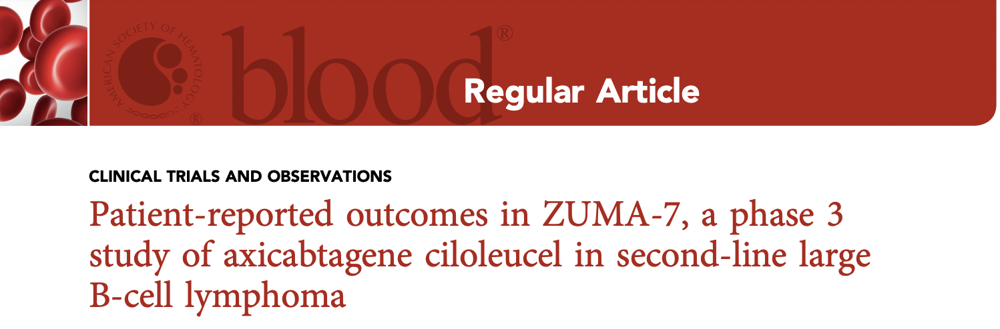 AMERICAN SOCIETY OF HEMATOLOGY
®
blood®
Regular Article
CLINICAL TRIALS AND OBSERVATIONS
Patient-reported outcomes in ZUMA-7, a phase 3
study of axicabtagene ciloleucel in second-line large
B-cell lymphoma